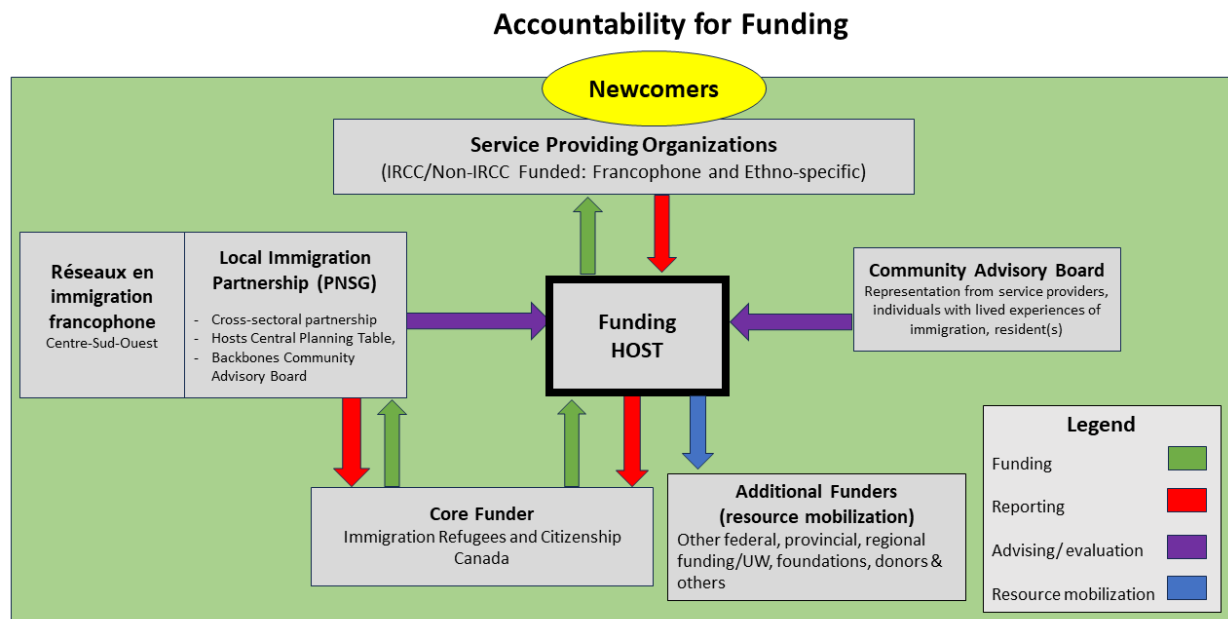 Accountability for Funding
Newcomers
Service Providing Organizations
(IRCC/Non-IRCC Funded: Francophone and Ethno-specific)
Réseaux en
immigration
francophone
Centre-Sud-Ouest
Local Immigration
Partnership (PNSG)
- Cross-sectoral partnership
- Hosts Central Planning Table,
- Backbones Community
Advisory Board
Funding
HOST
Community Advisory Board
Representation from service providers,
individuals with lived experiences of
immigration, resident(s)
Core Funder
Immigration Refugees and Citizenship
Canada
Additional Funders
(resource mobilization)
Other federal, provincial, regional
funding/UW, foundations, donors &
others
Legend
Funding
Reporting
Advising/ evaluation
Resource mobilization